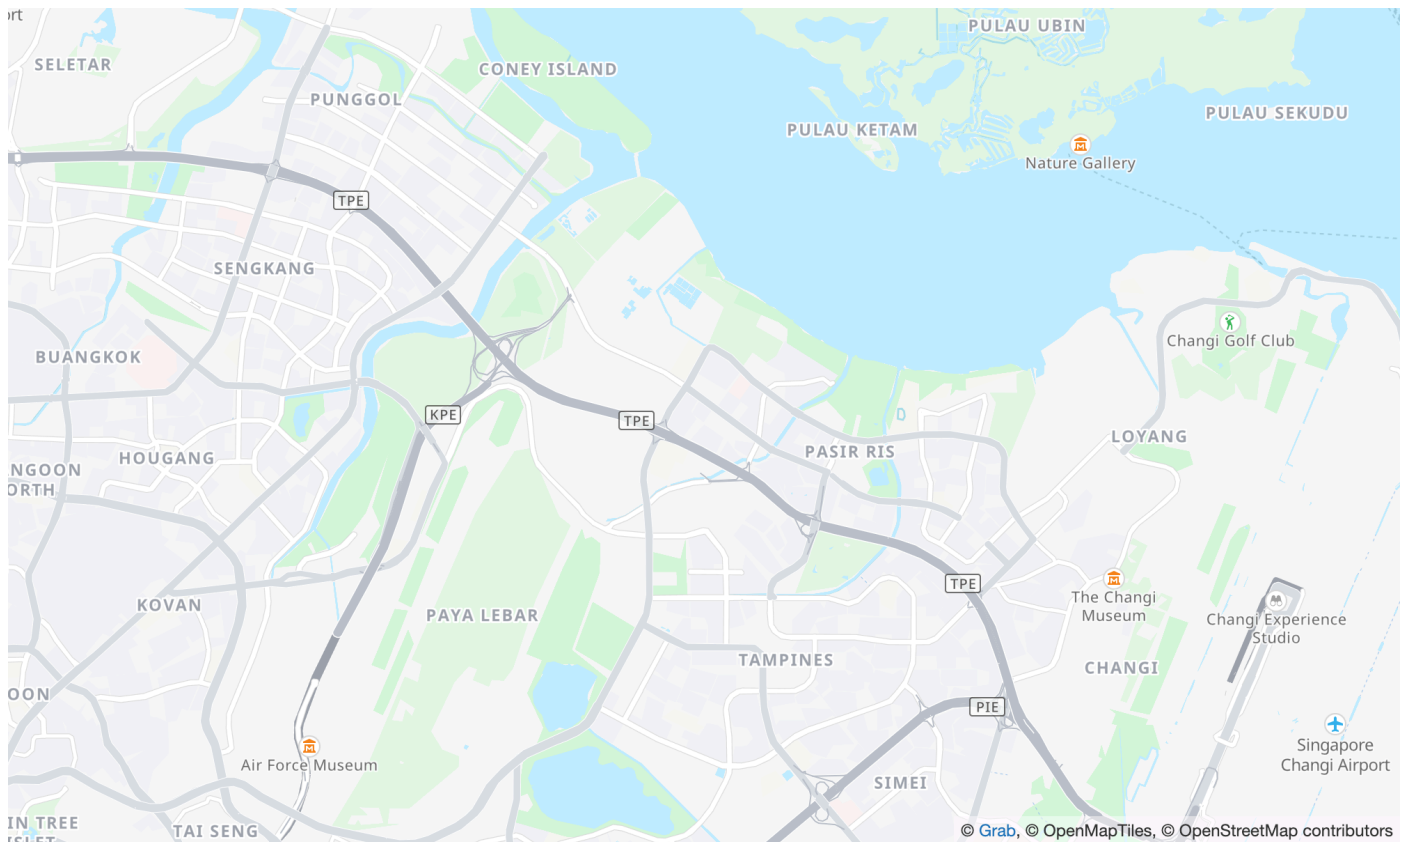 ort
SELETAR
CONEY ISLAND
PULAU UBIN
PUNGGOL
PULAU KETAM
PULAU SEKUDU
Nature Gallery
TPE
SENGKANG
BUANGKOK
Changi Golf Club
KPE
TPE
LOYANG
PASIR RIS
HOUGANG
ANGOON
ORTH
TPE
KOVAN
PAYA LEBAR
The Changi
Museum
Changi Experience
Studio
TAMPINES
CHANGI
OON
PIE
Singapore
Changi Airport
Air Force Museum
SIMEI
IN TREE
ISLET
TAI SENG
© Grab, © OpenMapTiles, © OpenStreetMap contributors